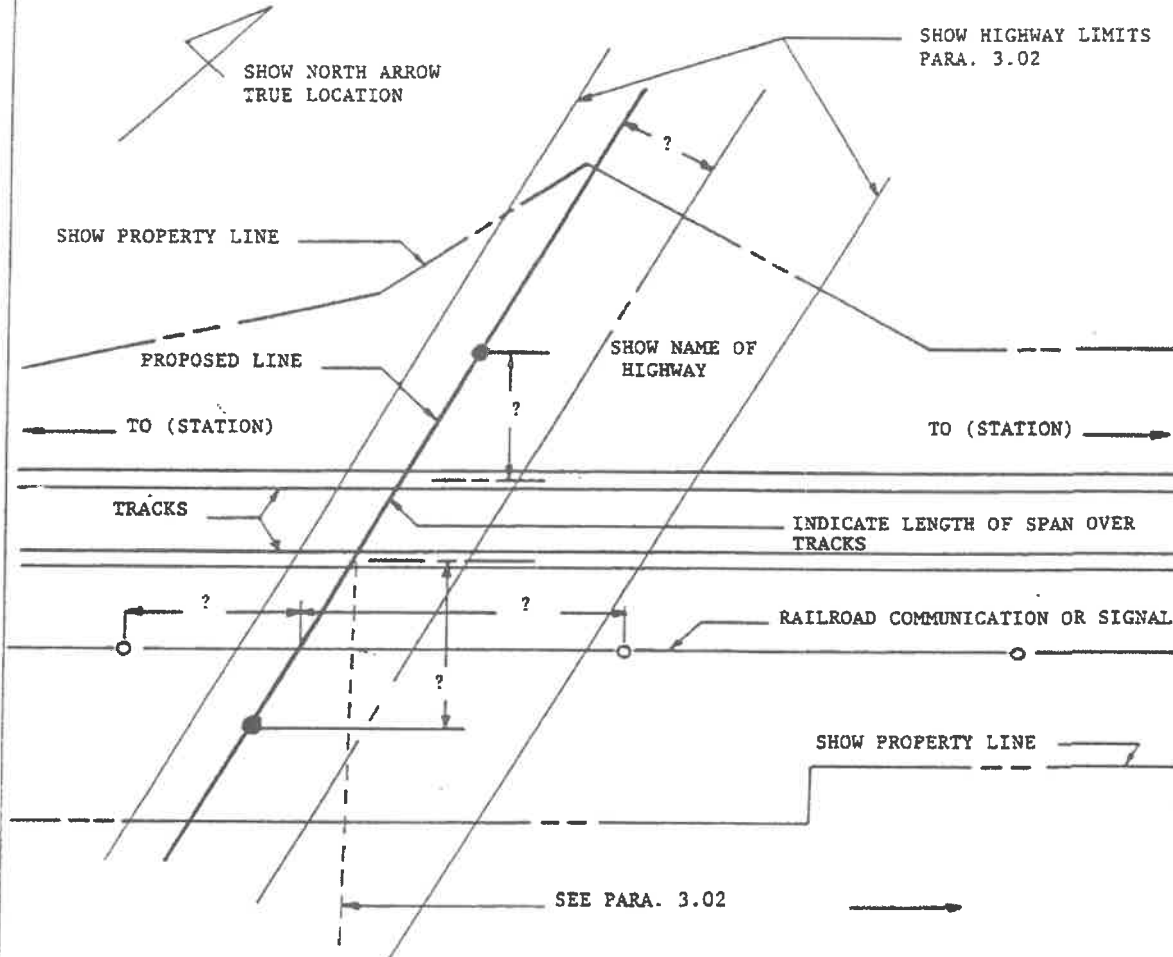 SHOW HIGHWAY LIMITS
PARA. 3.02
SHOW NORTH ARROW
TRUE LOCATION
?
SHOW PROPERTY LINE
PROPOSED LINE
SHOW NAME OF
HIGHWAY
?
TO (STATION)
TO (STATION)
TRACKS
INDICATE LENGTH OF SPAN OVER
TRACKS
?
?
RAILROAD COMMUNICATION OR SIGNAL
?
SHOW PROPERTY LINE
SEE PARA. 3.02